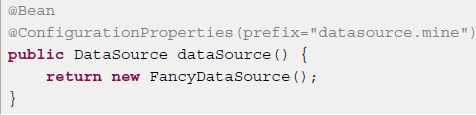 @Bean
@ConfigurationProperties(prefix="datasource.mine")
public DataSource dataSource() {
    return new FancyDataSource();
}